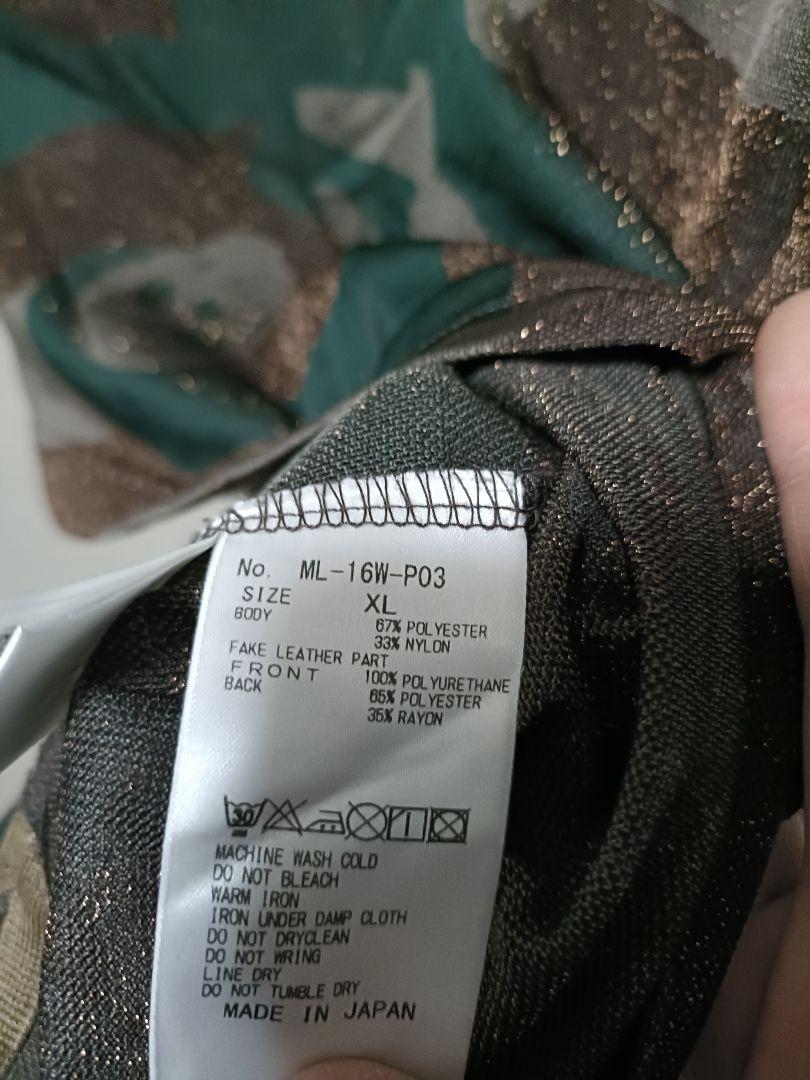 No. ML-16W-P03
SIZE XL
BODY 67% POLYESTER
33% NYLON
FAKE LEATHER PART
FRONT 100% POLYURETHANE
BACK 65% POLYESTER
35% RAYON
30
MACHINE WASH COLD
DO NOT BLEACH
WARM IRON
IRON UNDER DAMP CLOTH
DO NOT DRYCLEAN
DO NOT WRING
LINE DRY
DO NOT TUMBLE DRY
MADE IN JAPAN